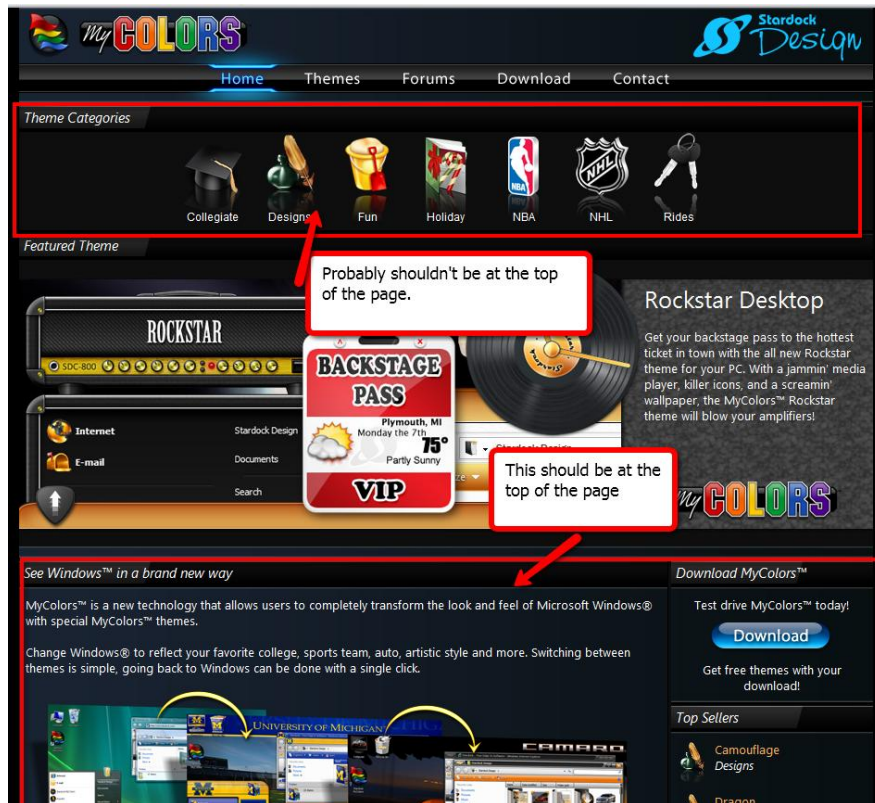 My COLORS
Stardock
Design
Home Themes Forums Download Contact
Theme Categories
Collegiate Designs Fun Holiday NBA NHL Rides
Featured Theme
Probably shouldn't be at the top
of the page.
ROCKSTAR
SDC-800
Internet
E-mail
Stardock Design
Documents
Search
BACKSTAGE
PASS
Plymouth, MI
Monday the 7th
75°
Partly Sunny
VIP
Stardock
Stardock Design
Rockstar Desktop
Get your backstage pass to the hottest
ticket in town with the all new Rockstar
theme for your PC. With a jammin' media
player, killer icons, and a screamin'
wallpaper, the MyColors™ Rockstar
theme will blow your amplifiers!
This should be at the
top of the page
My COLORS
See Windows™ in a brand new way
MyColors™ is a new technology that allows users to completely transform the look and feel of Microsoft Windows®
with special MyColors™ themes.
Change Windows® to reflect your favorite college, sports team, auto, artistic style and more. Switching between
themes is simple, going back to Windows can be done with a single click.
UNIVERSITY OF MICHIGAN
CAMARO
Download MyColors™
Test drive MyColors™ today!
Download
Get free themes with your
download!
Top Sellers
Camouflage
Designs
Dragon